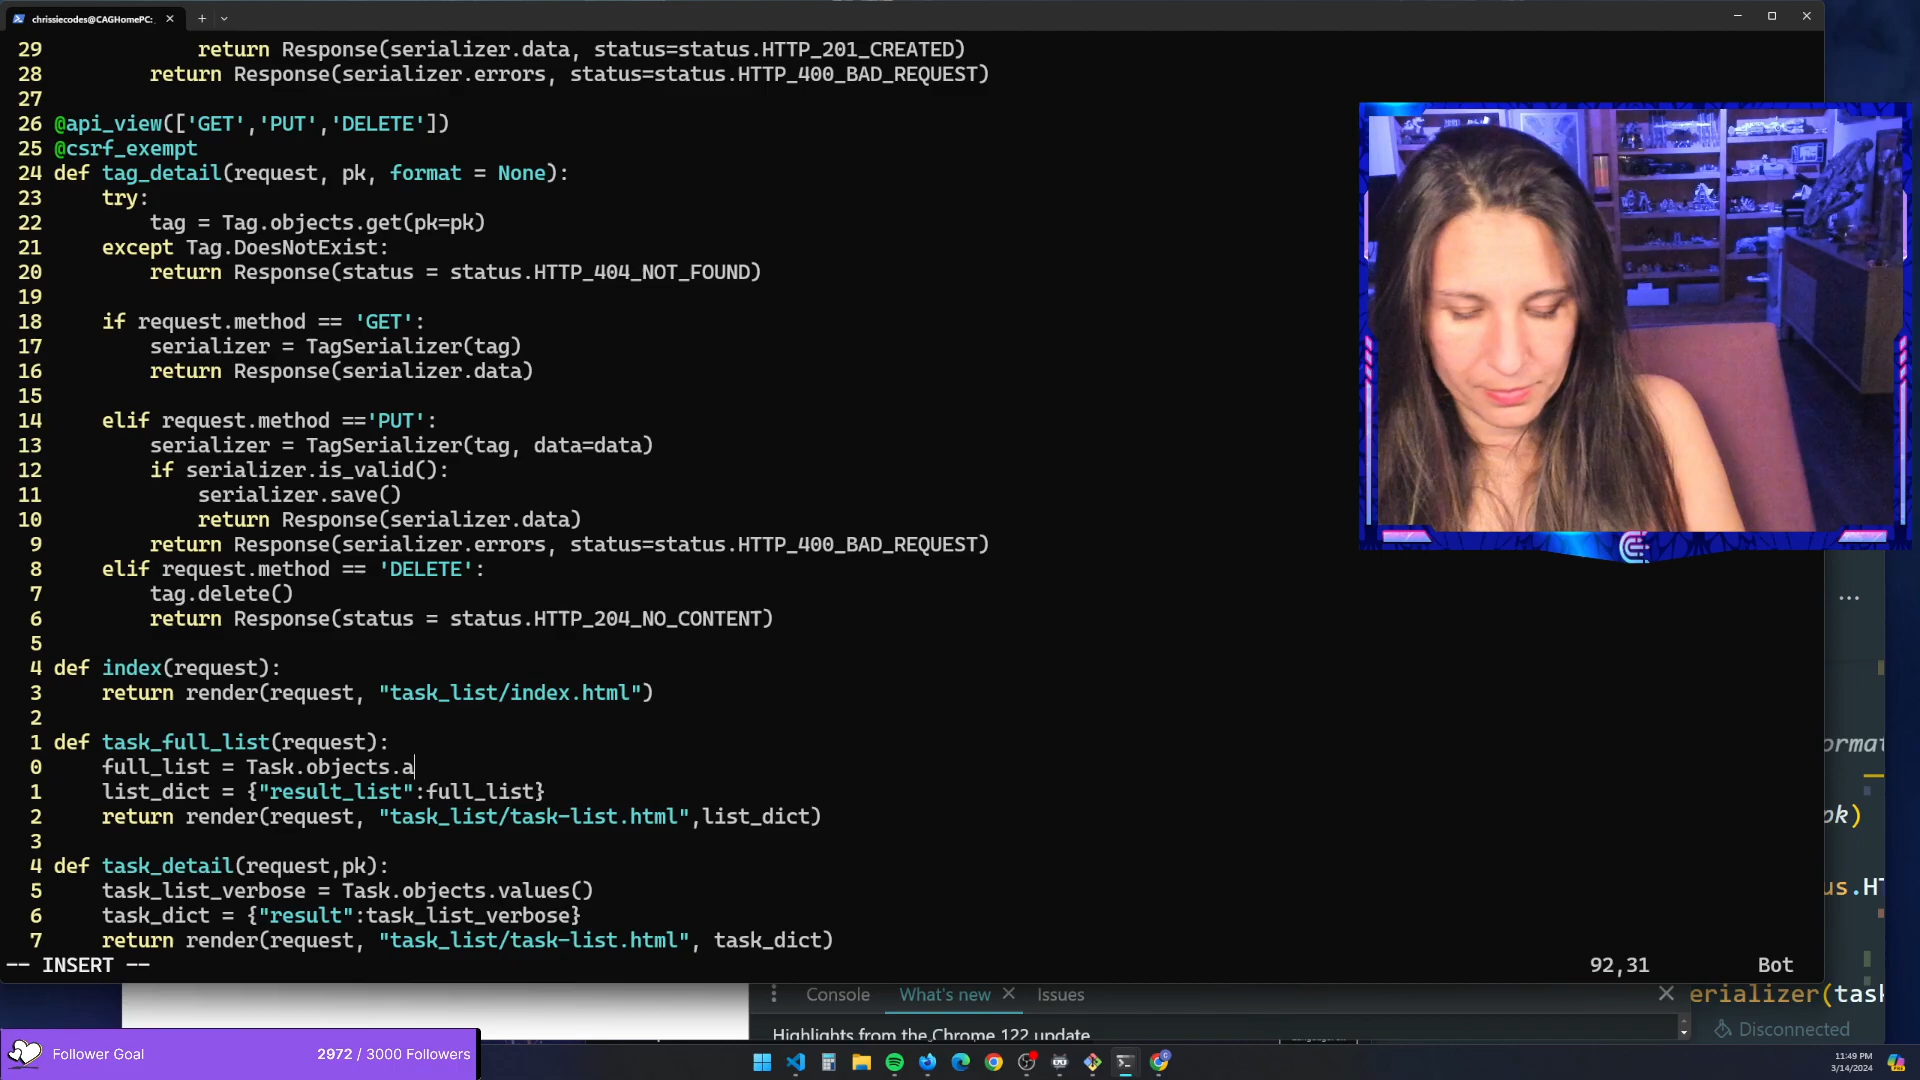 chrissiecodes@CAGHomePC:
29 return Response(serializer.data, status=status.HTTP_201_CREATED)
28 return Response(serializer.errors, status=status.HTTP_400_BAD_REQUEST)
27
26 @api_view(['GET','PUT','DELETE'])
25 @csrf_exempt
24 def tag_detail(request, pk, format = None):
23 try:
22 tag = Tag.objects.get(pk=pk)
21 except Tag.DoesNotExist:
20 return Response(status = status.HTTP_404_NOT_FOUND)
19
18 if request.method == 'GET':
17 serializer = TagSerializer(tag)
16 return Response(serializer.data)
15
14 elif request.method =='PUT':
13 serializer = TagSerializer(tag, data=data)
12 if serializer.is_valid():
11 serializer.save()
10 return Response(serializer.data)
9 return Response(serializer.errors, status=status.HTTP_400_BAD_REQUEST)
8 elif request.method == 'DELETE':
7 tag.delete()
6 return Response(status = status.HTTP_204_NO_CONTENT)
5
4 def index(request):
3 return render(request, "task_list/index.html")
2
1 def task_full_list(request):
0 full_list = Task.objects.a
1 list_dict = {"result_list":full_list}
2 return render(request, "task_list/task-list.html",list_dict)
3
4 def task_detail(request,pk):
5 task_list_verbose = Task.objects.values()
6 task_dict = {"result":task_list_verbose}
7 return render(request, "task_list/task-list.html", task_dict)
-- INSERT -- 92,31 Bot
pk)
us.HT
Console What's new Issues
erializer(task
Highlights from the Chrome 122 update
Disconnected
Follower Goal 2972 / 3000 Followers
11:49 PM
3/14/2024